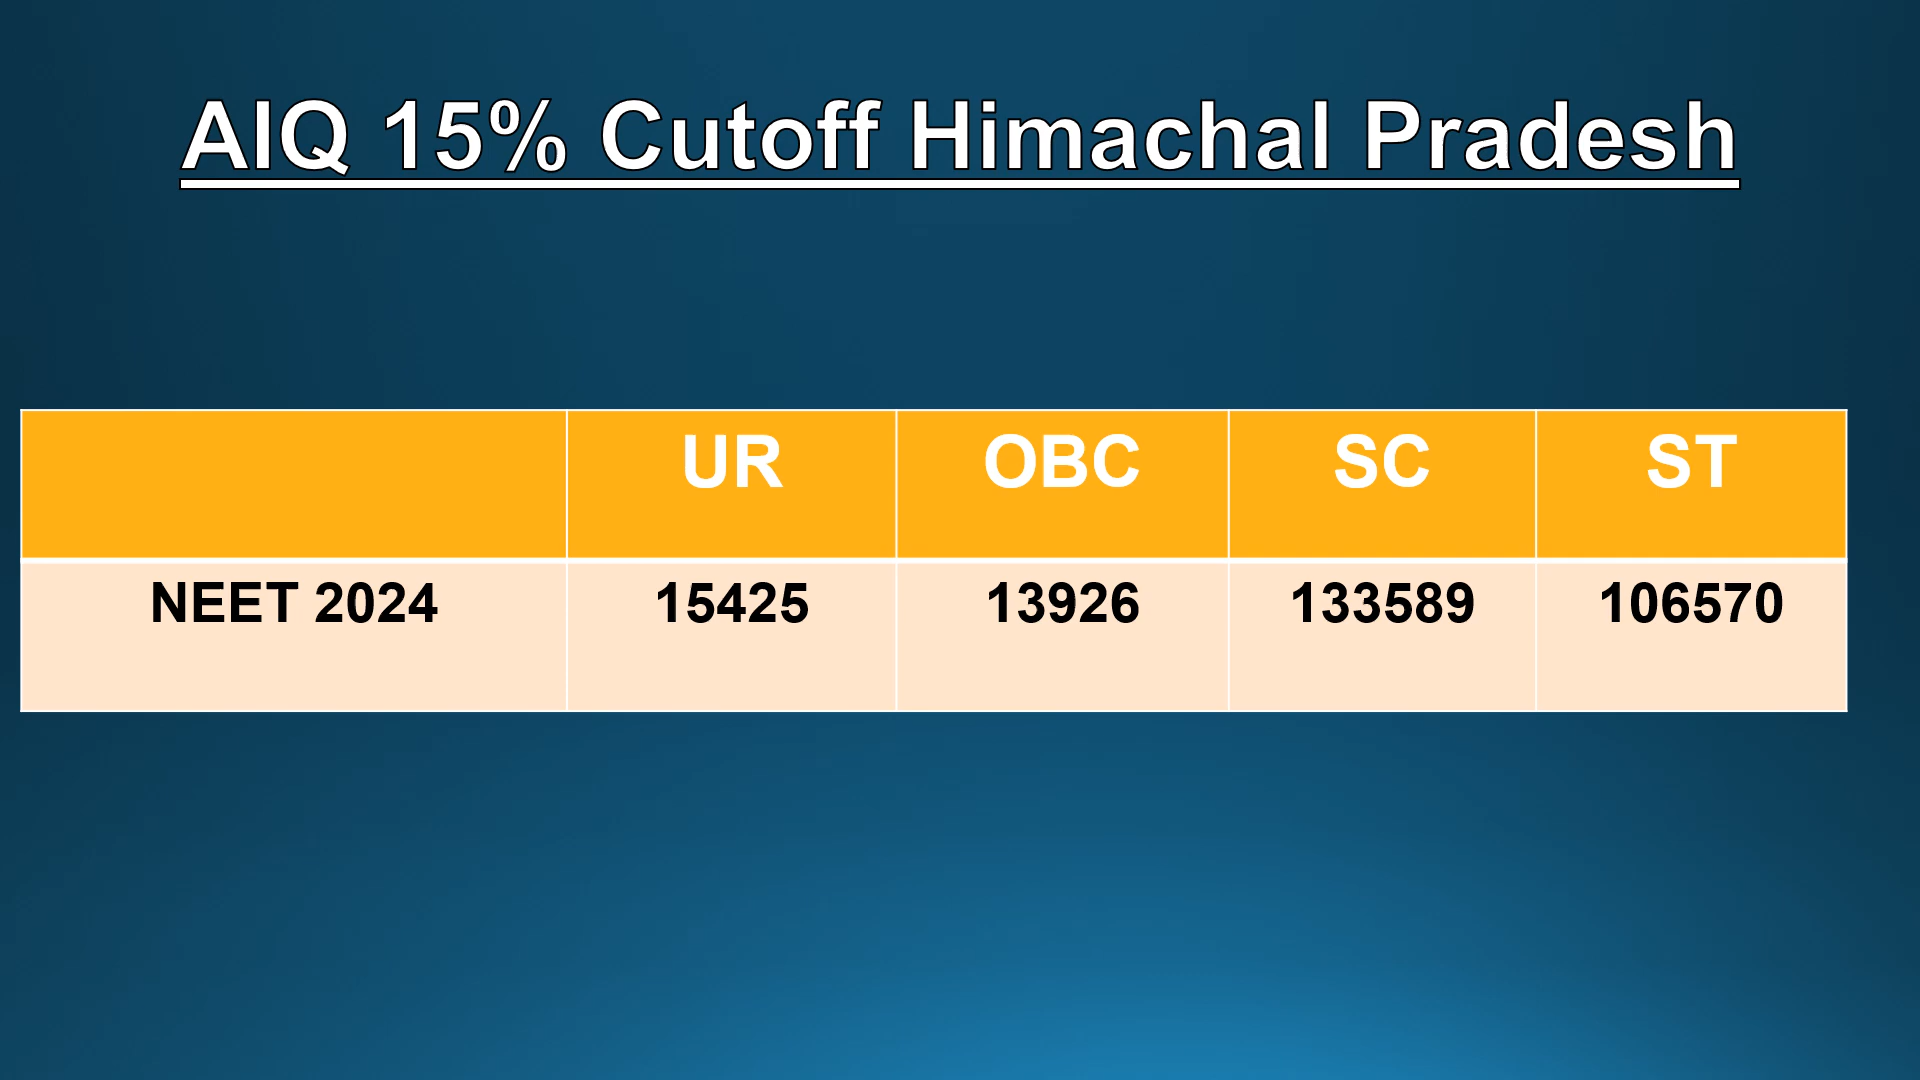 AIQ 15% Cutoff Himachal Pradesh
UR OBC SC ST
NEET 2024 15425 13926 133589 106570